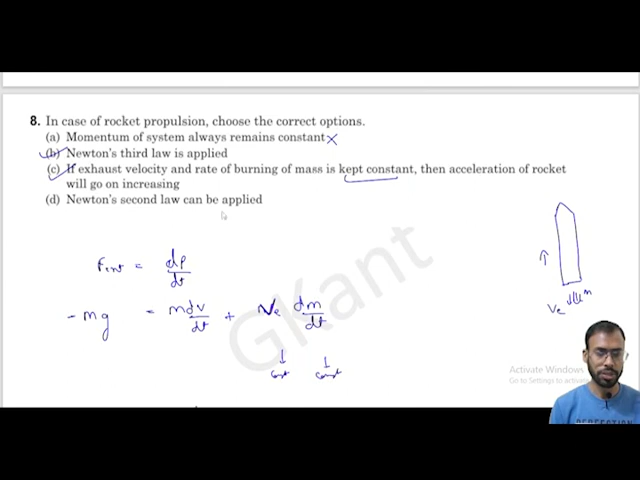 8. In case of rocket propulsion, choose the correct options.
(a) Momentum of system always remains constant ×
(b) Newton's third law is applied
(c) If exhaust velocity and rate of burning of mass is kept constant, then acceleration of rocket
will go on increasing
(d) Newton's second law can be applied
Fext = dp/dt
- mg = mdv/dt + Ve dm/dt
↓ ↓
const const
↑
Ve
m
GKant
Activate Windows
Go to Settings to activate